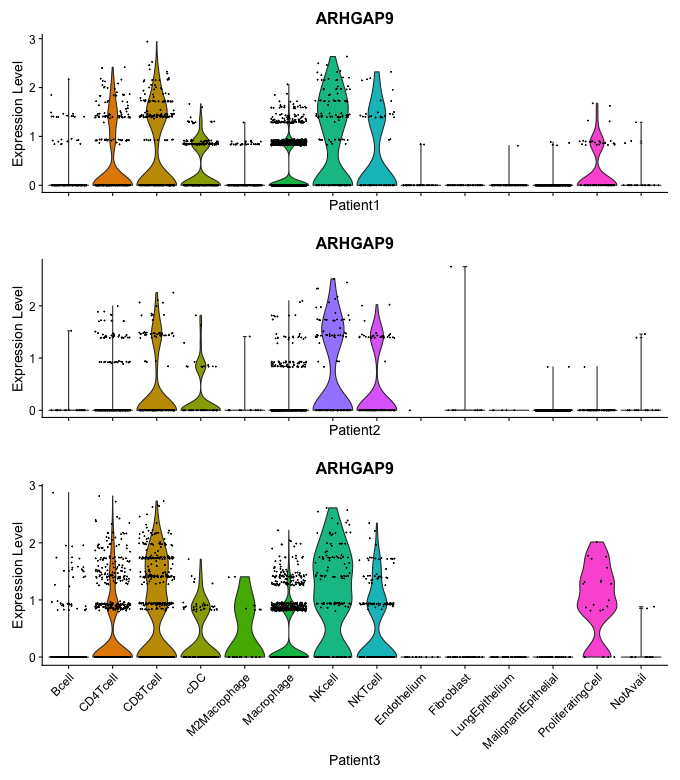 ARHGAP9
Expression Level
3
2
1
0
Patient1
ARHGAP9
Expression Level
2
1
0
Patient2
ARHGAP9
Expression Level
3
2
1
0
Bcell
CD4Tcell
CD8Tcell
cDC
M2Macrophage
Macrophage
NKcell
NKTcell
Endothelium
Fibroblast
LungEpithelium
MalignantEpithelial
ProliferatingCell
NotAvail
Patient3